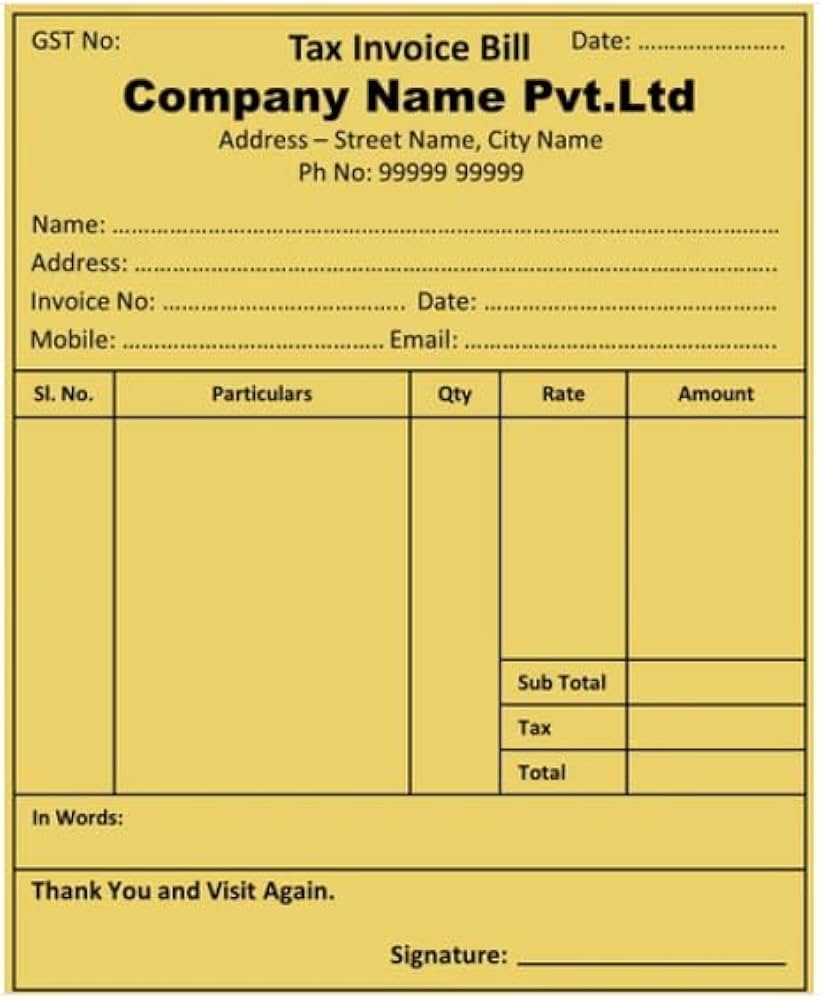 GST No: Tax Invoice Bill Date: ........................
Company Name Pvt.Ltd
Address – Street Name, City Name
Ph No: 99999 99999
Name: ........................................................................................................
Address: ....................................................................................................
Invoice No: ...................................... Date: ..............................................
Mobile: ......................................... Email: .................................................
Sl. No. Particulars Qty Rate Amount
Sub Total
Tax
Total
In Words:
Thank You and Visit Again.
Signature: ____________________